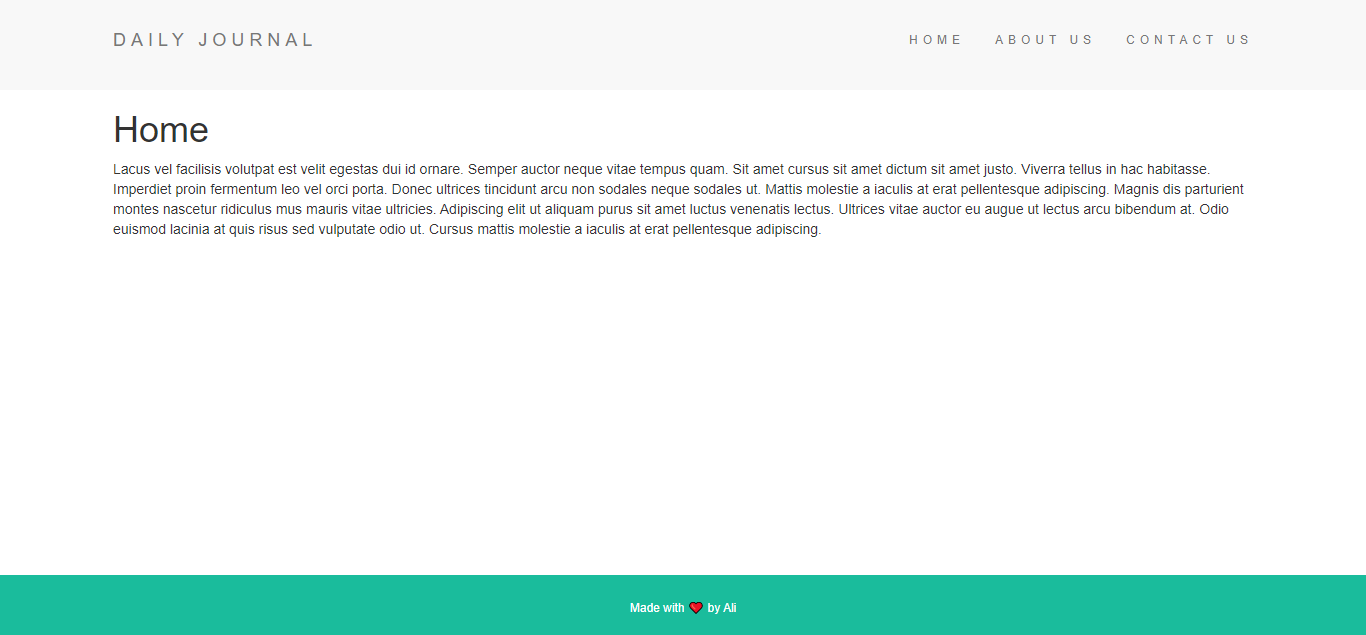 DAILY JOURNAL
HOME ABOUT US CONTACT US
Home
Lacus vel facilisis volutpat est velit egestas dui id ornare. Semper auctor neque vitae tempus quam. Sit amet cursus sit amet dictum sit amet justo. Viverra tellus in hac habitasse.
Imperdiet proin fermentum leo vel orci porta. Donec ultrices tincidunt arcu non sodales neque sodales ut. Mattis molestie a iaculis at erat pellentesque adipiscing. Magnis dis parturient
montes nascetur ridiculus mus mauris vitae ultricies. Adipiscing elit ut aliquam purus sit amet luctus venenatis lectus. Ultrices vitae auctor eu augue ut lectus arcu bibendum at. Odio
euismod lacinia at quis risus sed vulputate odio ut. Cursus mattis molestie a iaculis at erat pellentesque adipiscing.
Made with ❤ by Ali